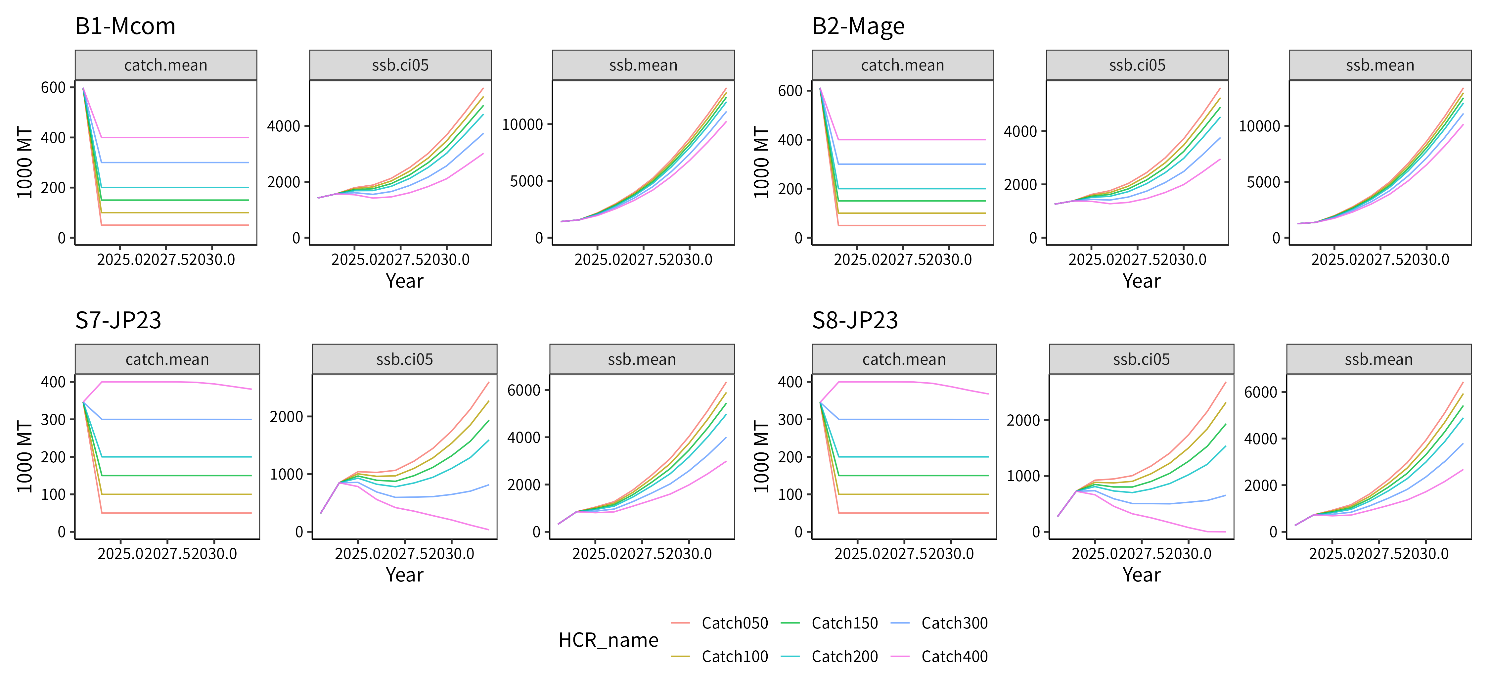 B1-Mcom B2-Mage
catch.mean ssb.ci05 ssb.mean catch.mean ssb.ci05 ssb.mean
1000 MT
600
400
200
0
4000
2000
0
10000
5000
0
1000 MT
600
400
200
0
4000
2000
0
10000
5000
0
2025.02027.52030.0 2025.02027.52030.0 2025.02027.52030.0 2025.02027.52030.0 2025.02027.52030.0 2025.02027.52030.0
Year Year
S7-JP23 S8-JP23
catch.mean ssb.ci05 ssb.mean catch.mean ssb.ci05 ssb.mean
1000 MT
400
300
200
100
0
2000
1000
0
6000
4000
2000
0
1000 MT
400
300
200
100
0
2000
1000
0
6000
4000
2000
0
2025.02027.52030.0 2025.02027.52030.0 2025.02027.52030.0 2025.02027.52030.0 2025.02027.52030.0 2025.02027.52030.0
Year Year
HCR_name
Catch050 Catch150 Catch300
Catch100 Catch200 Catch400